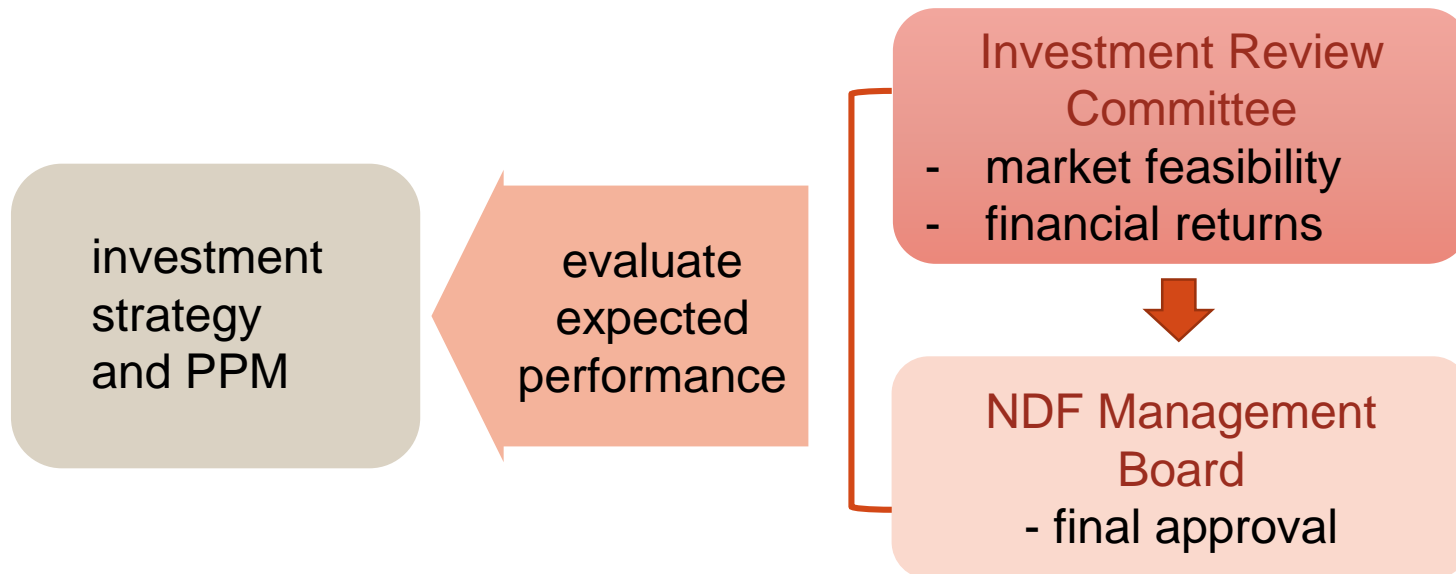 investment
strategy
and PPM
evaluate
expected
performance
Investment Review
Committee
- market feasibility
- financial returns
NDF Management
Board
- final approval